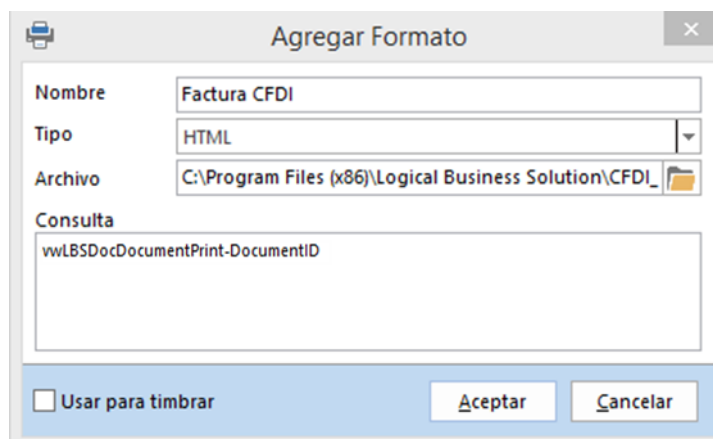 Agregar Formato
Nombre Factura CFDI
Tipo HTML
Archivo C:\Program Files (x86)\Logical Business Solution\CFDI_
Consulta
vwLBSDocDocumentPrint-DocumentID
Usar para timbrar Aceptar Cancelar